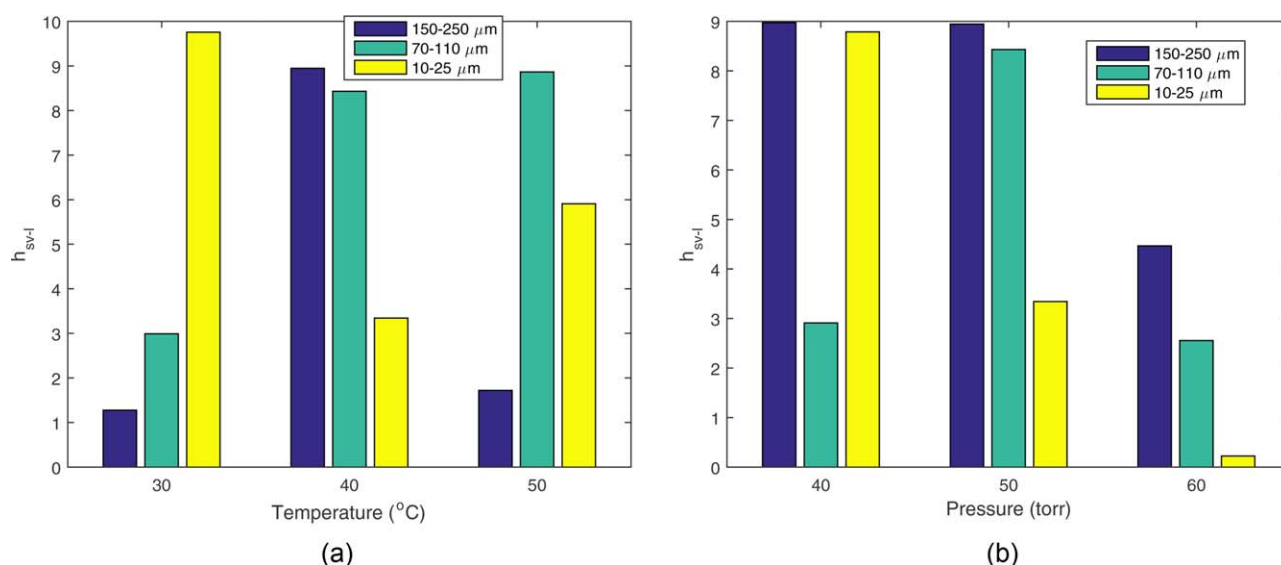 10
9
8
7
6
5
4
3
2
1
0
h_sv-l
150-250 μm
70-110 μm
10-25 μm
30 40 50
Temperature (°C)
(a)
9
8
7
6
5
4
3
2
1
0
h_sv-l
150-250 μm
70-110 μm
10-25 μm
40 50 60
Pressure (torr)
(b)